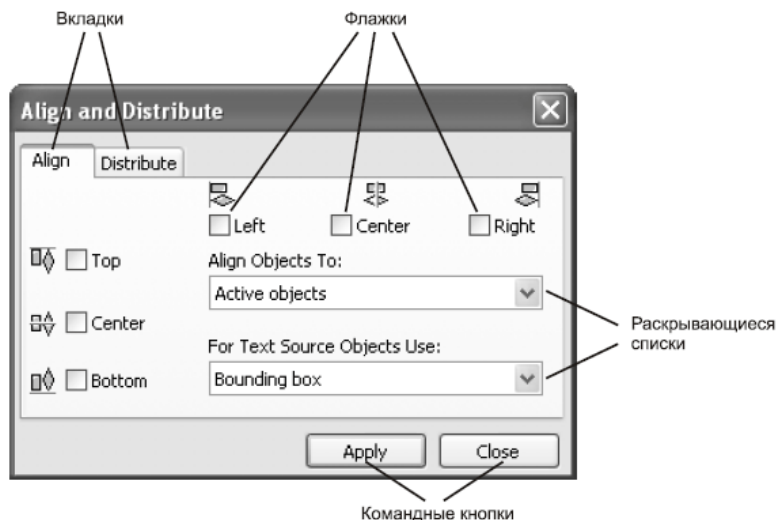 Вкладки
Флажки
Align and Distribute
Align
Distribute
Left
Center
Right
Top
Align Objects To:
Active objects
Center
Раскрывающиеся
списки
For Text Source Objects Use:
Bottom
Bounding box
Apply
Close
Командные кнопки